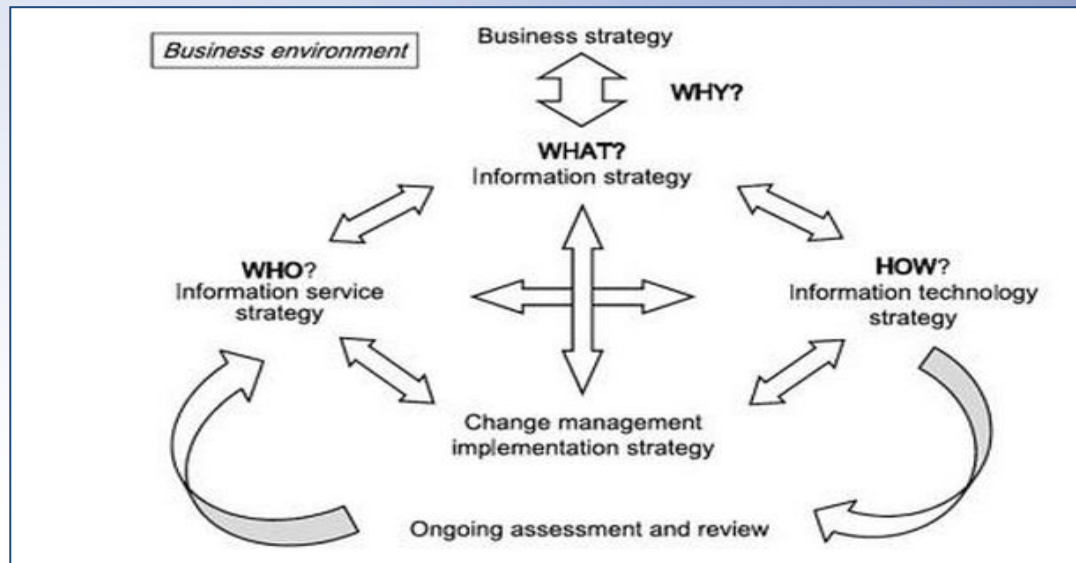 Business environment
Business strategy
WHY?
WHAT?
Information strategy
WHO?
Information service
strategy
HOW?
Information technology
strategy
Change management
implementation strategy
Ongoing assessment and review